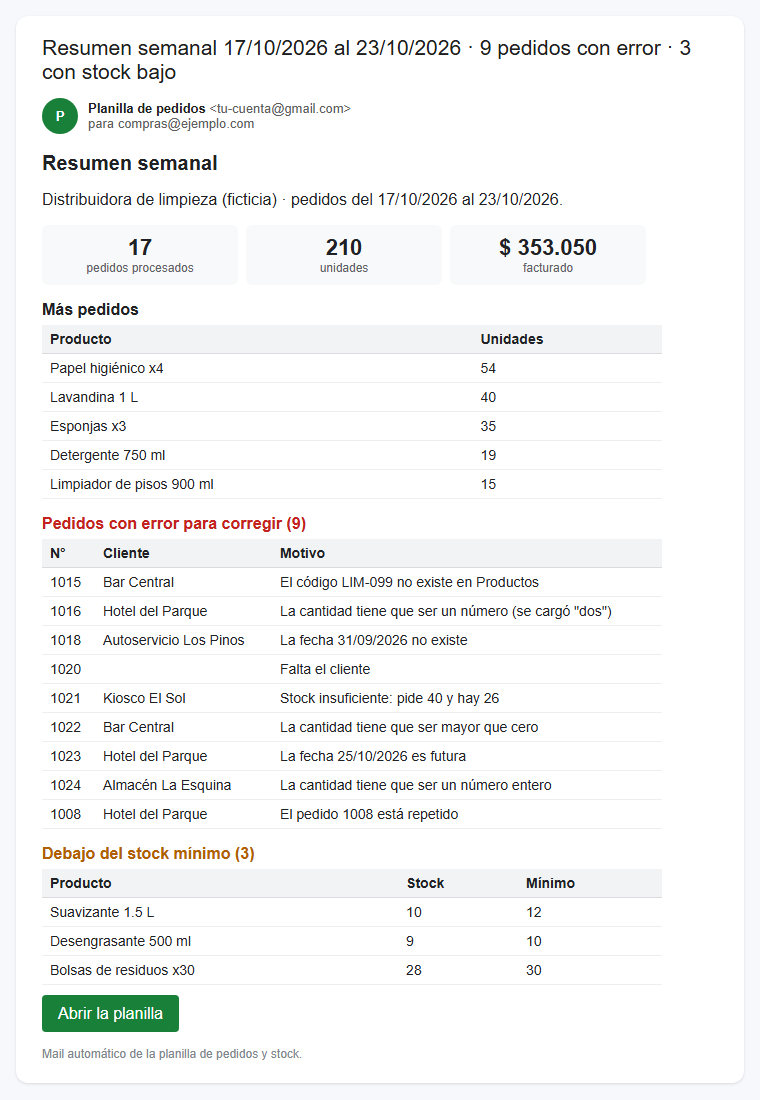 Resumen semanal 17/10/2026 al 23/10/2026 · 9 pedidos con error · 3
con stock bajo
P
Planilla de pedidos <tu-cuenta@gmail.com>
para compras@ejemplo.com
Resumen semanal
Distribuidora de limpieza (ficticia) · pedidos del 17/10/2026 al 23/10/2026.
17 210 $ 353.050
pedidos procesados unidades facturado
Más pedidos
Producto Unidades
Papel higiénico x4 54
Lavandina 1 L 40
Esponjas x3 35
Detergente 750 ml 19
Limpiador de pisos 900 ml 15
Pedidos con error para corregir (9)
N° Cliente Motivo
1015 Bar Central El código LIM-099 no existe en Productos
1016 Hotel del Parque La cantidad tiene que ser un número (se cargó "dos")
1018 Autoservicio Los Pinos La fecha 31/09/2026 no existe
1020 Falta el cliente
1021 Kiosco El Sol Stock insuficiente: pide 40 y hay 26
1022 Bar Central La cantidad tiene que ser mayor que cero
1023 Hotel del Parque La fecha 25/10/2026 es futura
1024 Almacén La Esquina La cantidad tiene que ser un número entero
1008 Hotel del Parque El pedido 1008 está repetido
Debajo del stock mínimo (3)
Producto Stock Mínimo
Suavizante 1.5 L 10 12
Desengrasante 500 ml 9 10
Bolsas de residuos x30 28 30
Abrir la planilla
Mail automático de la planilla de pedidos y stock.